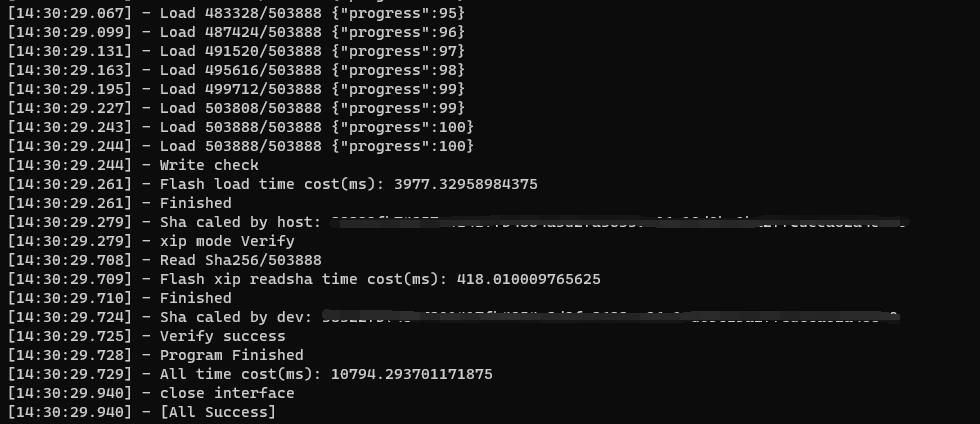 [14:30:29.067] - Load 483328/503888 {"progress":95}
[14:30:29.099] - Load 487424/503888 {"progress":96}
[14:30:29.131] - Load 491520/503888 {"progress":97}
[14:30:29.163] - Load 495616/503888 {"progress":98}
[14:30:29.195] - Load 499712/503888 {"progress":99}
[14:30:29.227] - Load 503808/503888 {"progress":99}
[14:30:29.243] - Load 503888/503888 {"progress":100}
[14:30:29.244] - Load 503888/503888 {"progress":100}
[14:30:29.244] - Write check
[14:30:29.261] - Flash load time cost(ms): 3977.32958984375
[14:30:29.261] - Finished
[14:30:29.279] - Sha caled by host:
[14:30:29.279] - xip mode Verify
[14:30:29.708] - Read Sha256/503888
[14:30:29.709] - Flash xip readsha time cost(ms): 418.010009765625
[14:30:29.710] - Finished
[14:30:29.724] - Sha caled by dev:
[14:30:29.725] - Verify success
[14:30:29.728] - Program Finished
[14:30:29.729] - All time cost(ms): 10794.293701171875
[14:30:29.940] - close interface
[14:30:29.940] - [All Success]